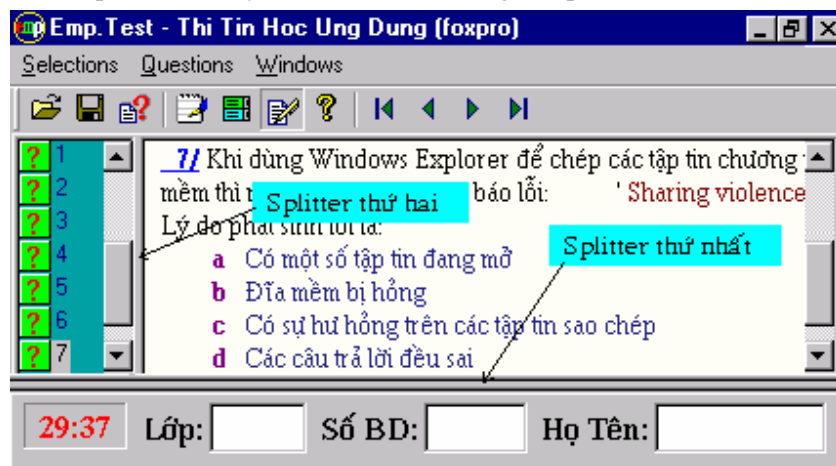 Emp.Test - Thi Tin Hoc Ung Dung (foxpro)
Selections Questions Windows
1
2
3
4
5
6
7
7/ Khi dùng Windows Explorer để chép các tập tin chương
mềm thì báo lỗi: ' Sharing violence
Lý do phát sinh lỗi là:
a Có một số tập tin đang mở
b Đĩa mềm bị hỏng
c Có sự hư hỏng trên các tập tin sao chép
d Các câu trả lời đều sai
Splitter thứ hai
Splitter thứ nhất
29:37 Lớp: Số BD: Họ Tên: